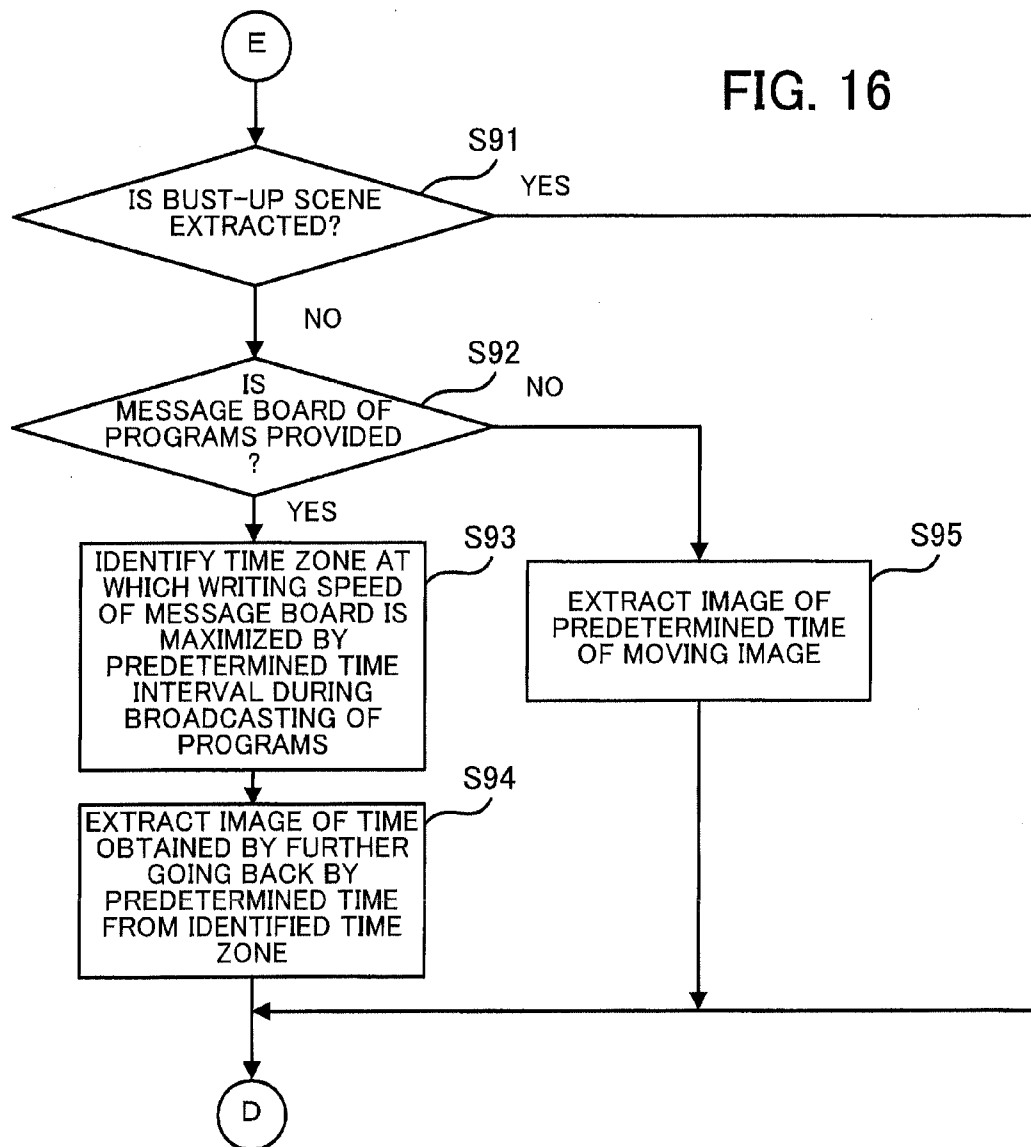 E
FIG. 16
S91
IS BUST-UP SCENE
EXTRACTED?
YES
NO
S92
IS
MESSAGE BOARD OF
PROGRAMS PROVIDED
?
NO
YES
S93
IDENTIFY TIME ZONE AT
WHICH WRITING SPEED
OF MESSAGE BOARD IS
MAXIMIZED BY
PREDETERMINED TIME
INTERVAL DURING
BROADCASTING OF
PROGRAMS
S95
EXTRACT IMAGE OF
PREDETERMINED TIME
OF MOVING IMAGE
S94
EXTRACT IMAGE OF TIME
OBTAINED BY FURTHER
GOING BACK BY
PREDETERMINED TIME
FROM IDENTIFIED TIME
ZONE
D